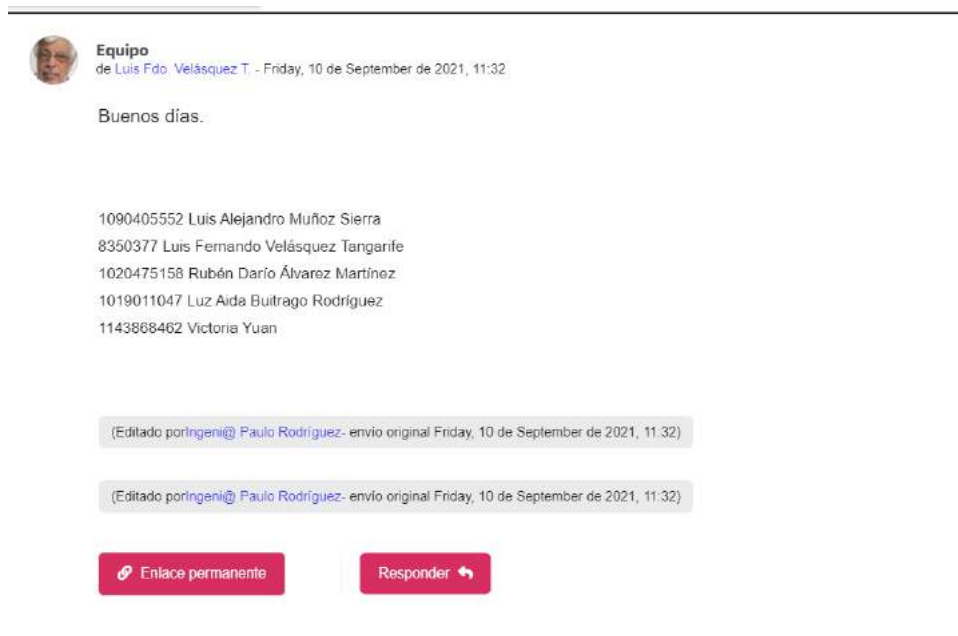 Equipo
de Luis Fdo. Velásquez T. - Friday, 10 de September de 2021, 11:32
Buenos días.
1090405552 Luis Alejandro Muñoz Sierra
8350377 Luis Fernando Velásquez Tangarife
1020475158 Rubén Darío Álvarez Martínez
1019011047 Luz Aida Buitrago Rodríguez
1143868462 Victoria Yuan
(Editado porIngeni@ Paulo Rodríguez- envío original Friday, 10 de September de 2021, 11:32)
(Editado porIngeni@ Paulo Rodríguez- envío original Friday, 10 de September de 2021, 11:32)
Enlace permanente
Responder